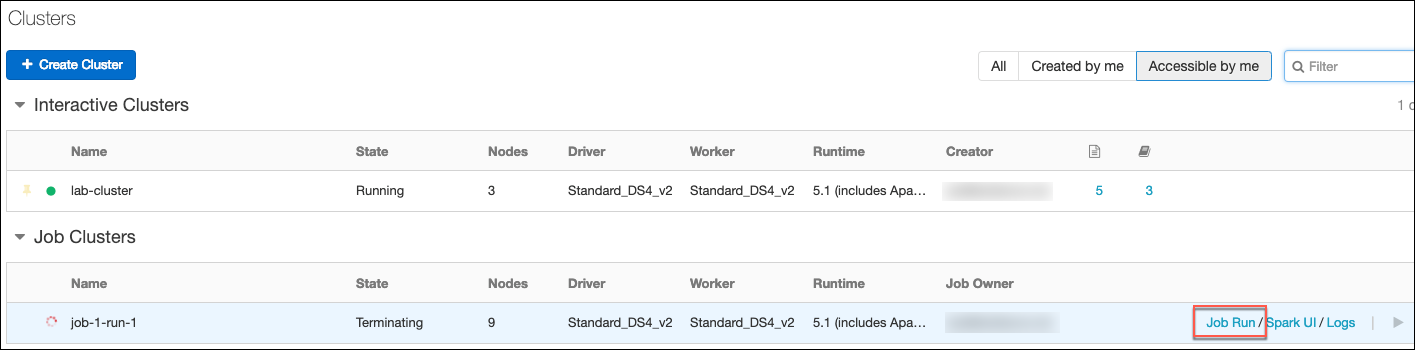 Clusters
+ Create Cluster
All Created by me Accessible by me Filter
Interactive Clusters
Name State Nodes Driver Worker Runtime Creator
lab-cluster Running 3 Standard_DS4_v2 Standard_DS4_v2 5.1 (includes Apa… 5 3
Job Clusters
Name State Nodes Driver Worker Runtime Job Owner
job-1-run-1 Terminating 9 Standard_DS4_v2 Standard_DS4_v2 5.1 (includes Apa… Job Run / Spark UI / Logs |